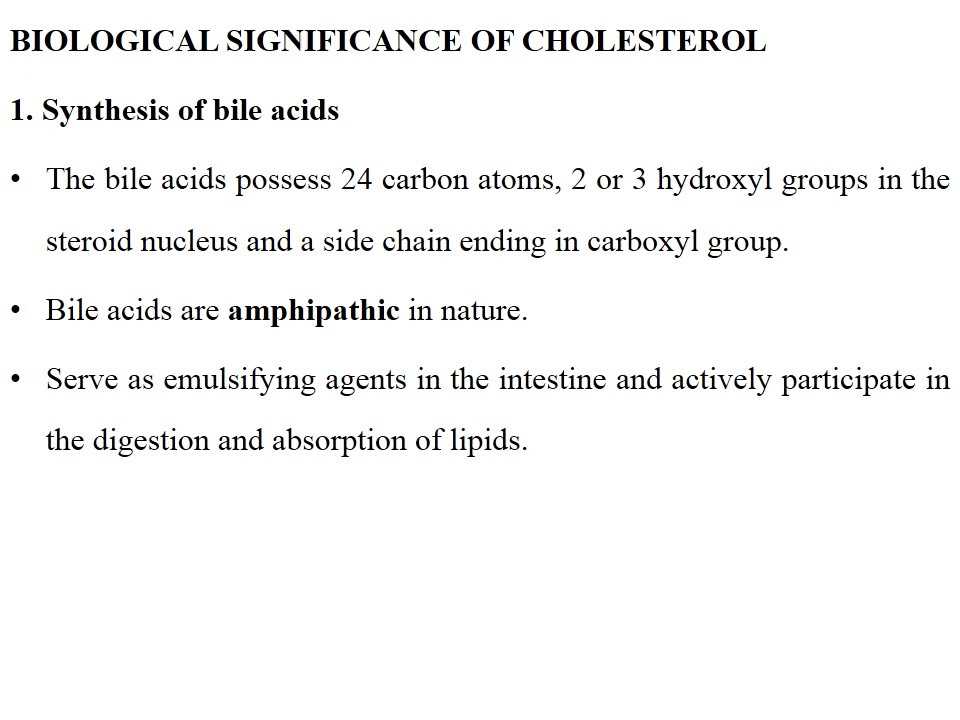 BIOLOGICAL SIGNIFICANCE OF CHOLESTEROL
1. Synthesis of bile acids
• The bile acids possess 24 carbon atoms, 2 or 3 hydroxyl groups in the
steroid nucleus and a side chain ending in carboxyl group.
• Bile acids are amphipathic in nature.
• Serve as emulsifying agents in the intestine and actively participate in
the digestion and absorption of lipids.